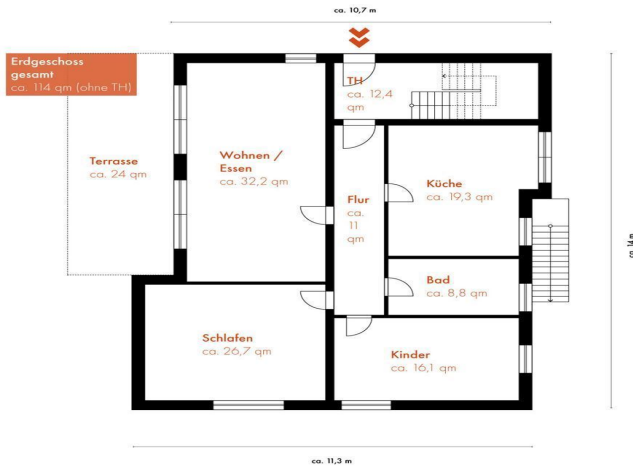 ca. 10,7 m
Erdgeschoss
gesamt
ca. 114 qm (ohne TH)
TH
ca. 12,4
qm
Terrasse
ca. 24 qm
Wohnen /
Essen
ca. 32,2 qm
Flur
ca.
11
qm
Küche
ca. 19,3 qm
ca. 14 m
Bad
ca. 8,8 qm
Schlafen
ca. 26,7 qm
Kinder
ca. 16,1 qm
ca. 11,3 m